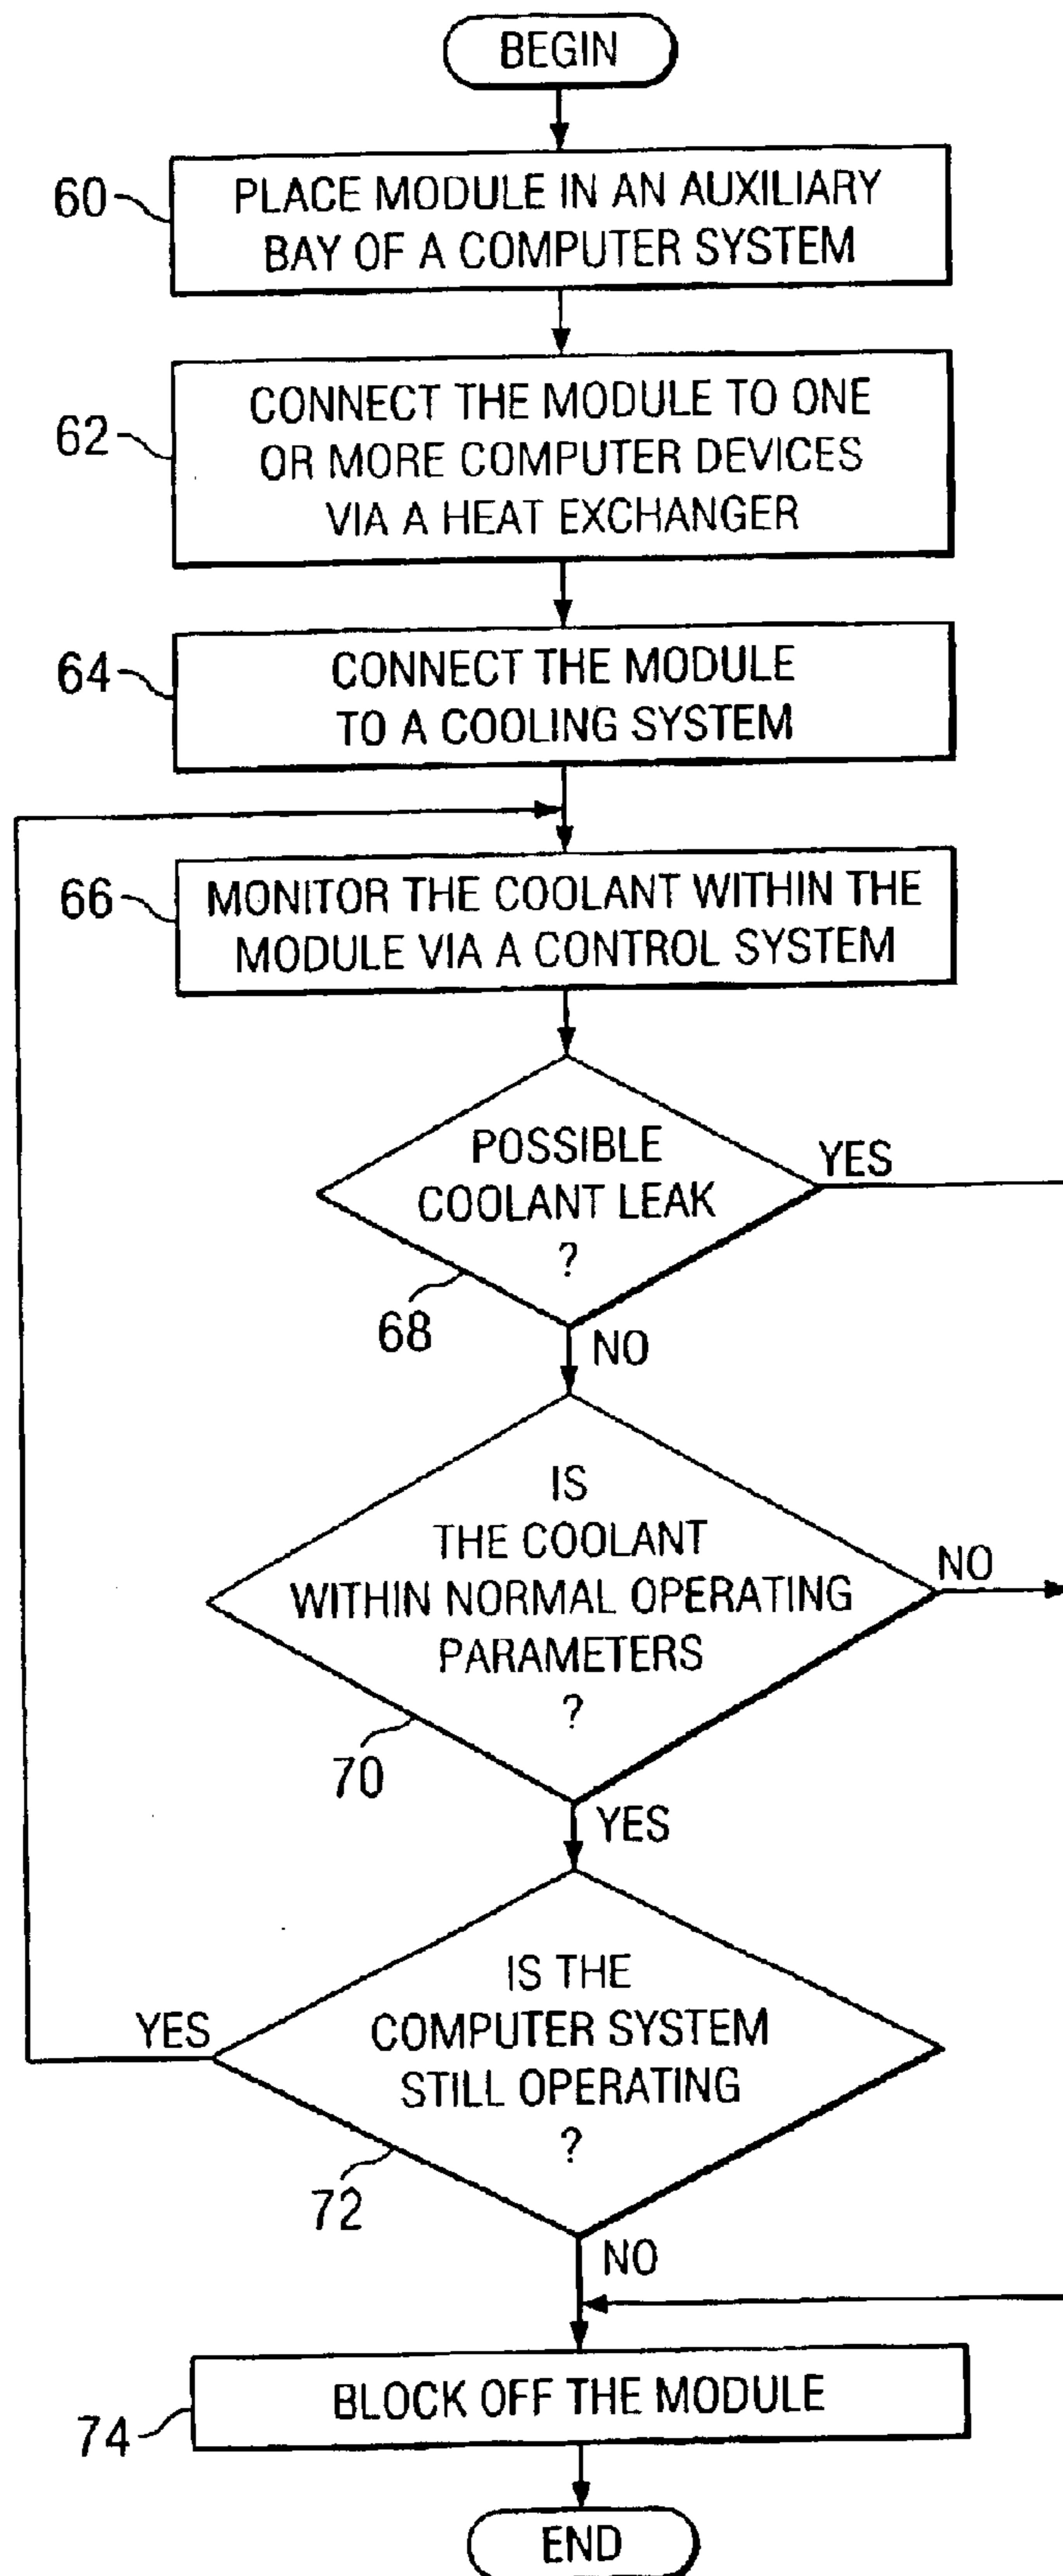 BEGIN
60
PLACE MODULE IN AN AUXILIARY
BAY OF A COMPUTER SYSTEM
62
CONNECT THE MODULE TO ONE
OR MORE COMPUTER DEVICES
VIA A HEAT EXCHANGER
64
CONNECT THE MODULE
TO A COOLING SYSTEM
66
MONITOR THE COOLANT WITHIN THE
MODULE VIA A CONTROL SYSTEM
POSSIBLE
COOLANT LEAK
?
YES
68
NO
IS
THE COOLANT
WITHIN NORMAL OPERATING
PARAMETERS
?
NO
70
YES
IS THE
COMPUTER SYSTEM
STILL OPERATING
?
YES
72
NO
BLOCK OFF THE MODULE
74
END